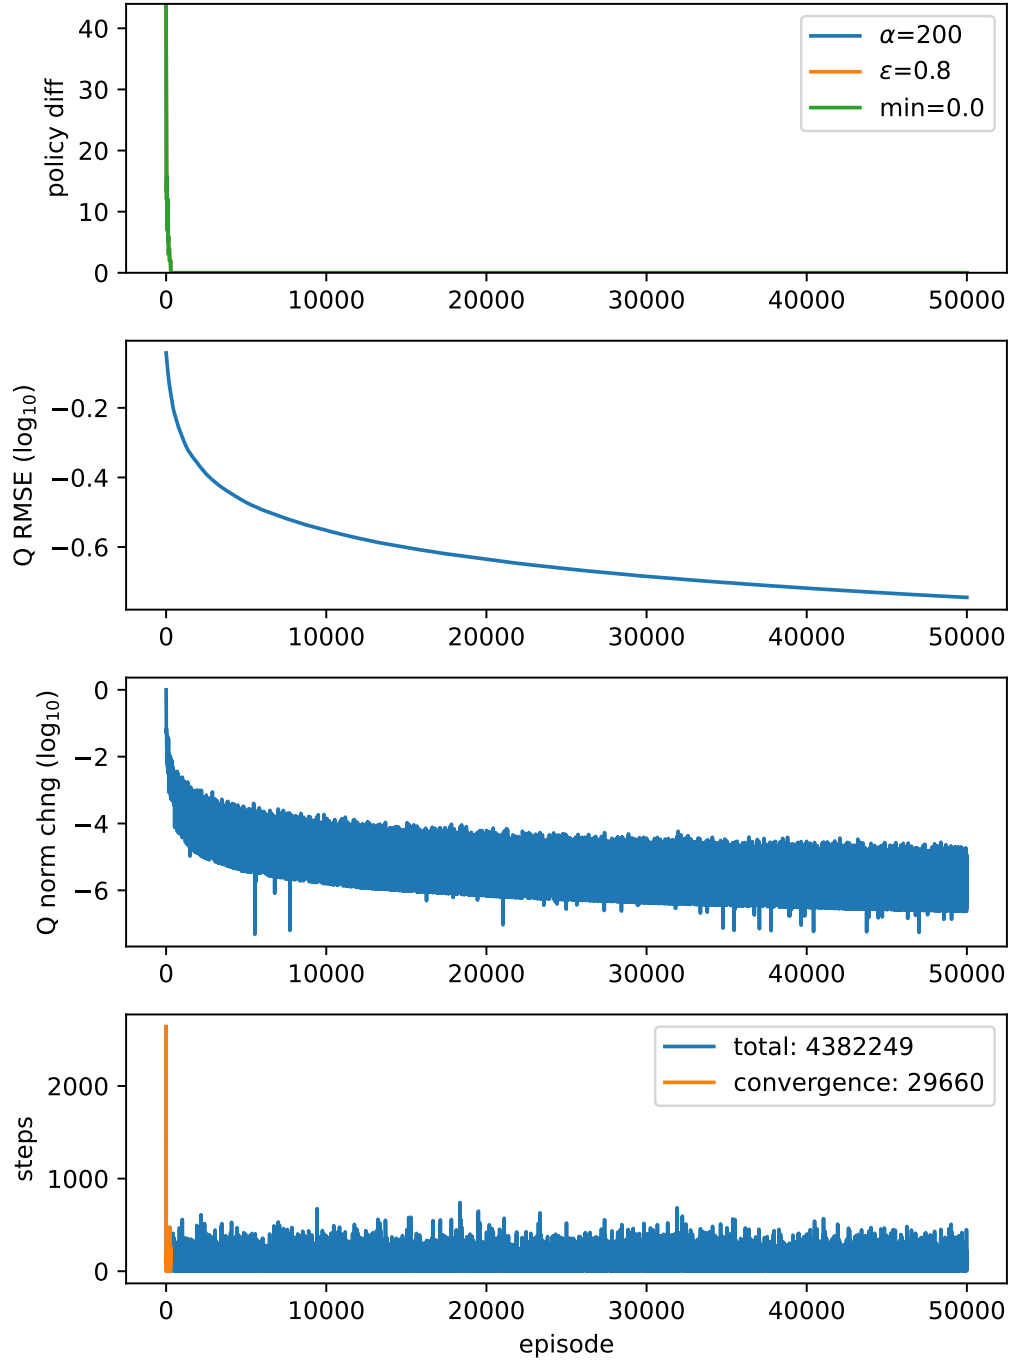 policy diff
40
30
20
10
0
α=200
ε=0.8
min=0.0
0 10000 20000 30000 40000 50000
Q RMSE (log₁₀)
−0.2
−0.4
−0.6
0 10000 20000 30000 40000 50000
Q norm chng (log₁₀)
0
−2
−4
−6
0 10000 20000 30000 40000 50000
steps
2000
1000
0
total: 4382249
convergence: 29660
0 10000 20000 30000 40000 50000
episode